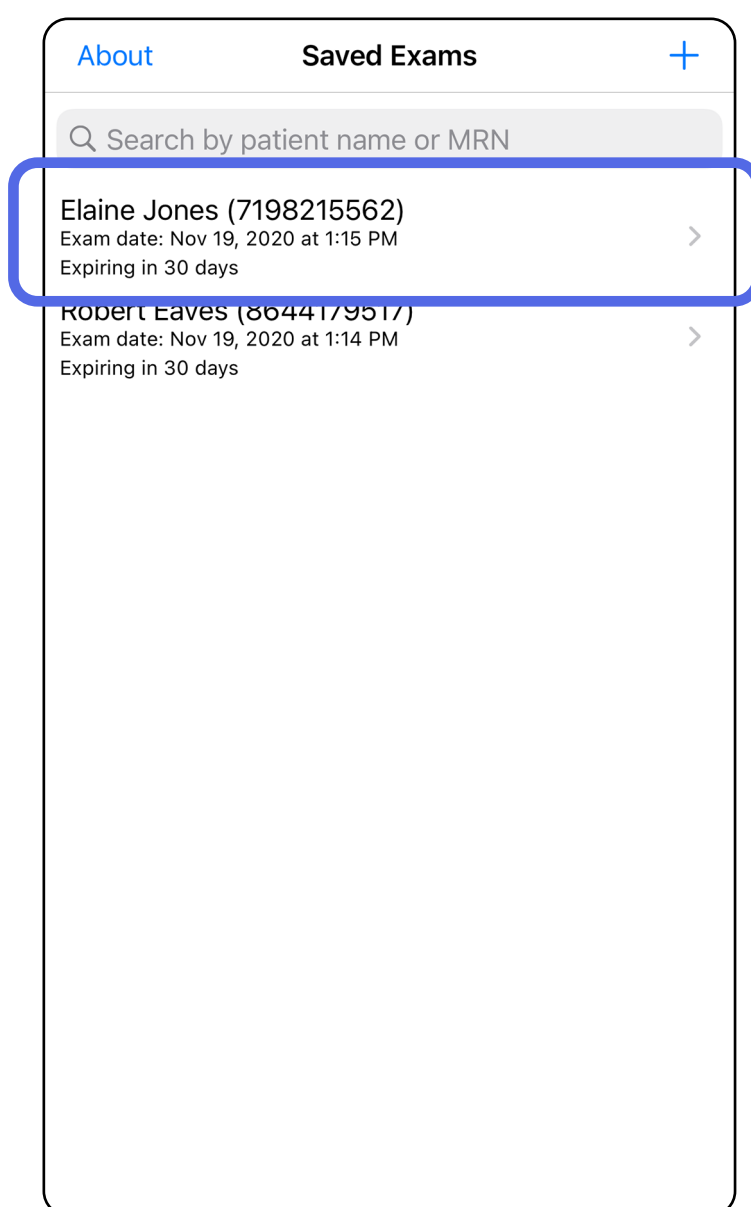 About Saved Exams
Search by patient name or MRN
Elaine Jones (7198215562)
Exam date: Nov 19, 2020 at 1:15 PM
Expiring in 30 days
Robert Eaves (8644179517)
Exam date: Nov 19, 2020 at 1:14 PM
Expiring in 30 days